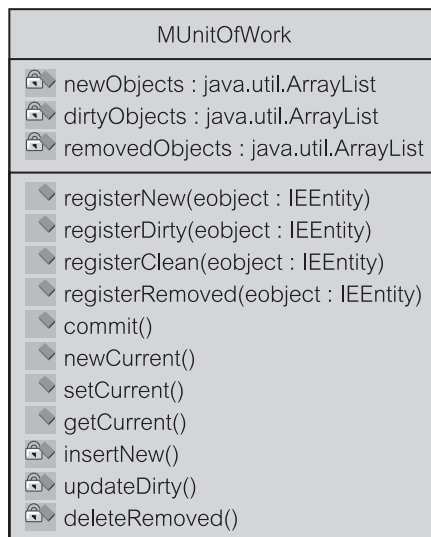 MUnitOfWork
newObjects : java.util.ArrayList
dirtyObjects : java.util.ArrayList
removedObjects : java.util.ArrayList
registerNew(eobject : IEEntity)
registerDirty(eobject : IEEntity)
registerClean(eobject : IEEntity)
registerRemoved(eobject : IEEntity)
commit()
newCurrent()
setCurrent()
getCurrent()
insertNew()
updateDirty()
deleteRemoved()